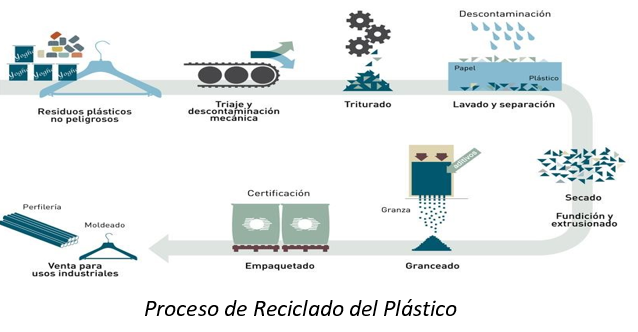 Descontaminación
Papel
Plástico
Residuos plásticos
no peligrosos
Triaje y
descontaminación
mecánica
Triturado
Lavado y separación
Secado
Fundición y
extrusionado
aditivos
Granza
Granceado
Certificación
Empaquetado
Perfilería
Moldeado
Venta para
usos industriales
Proceso de Reciclado del Plástico